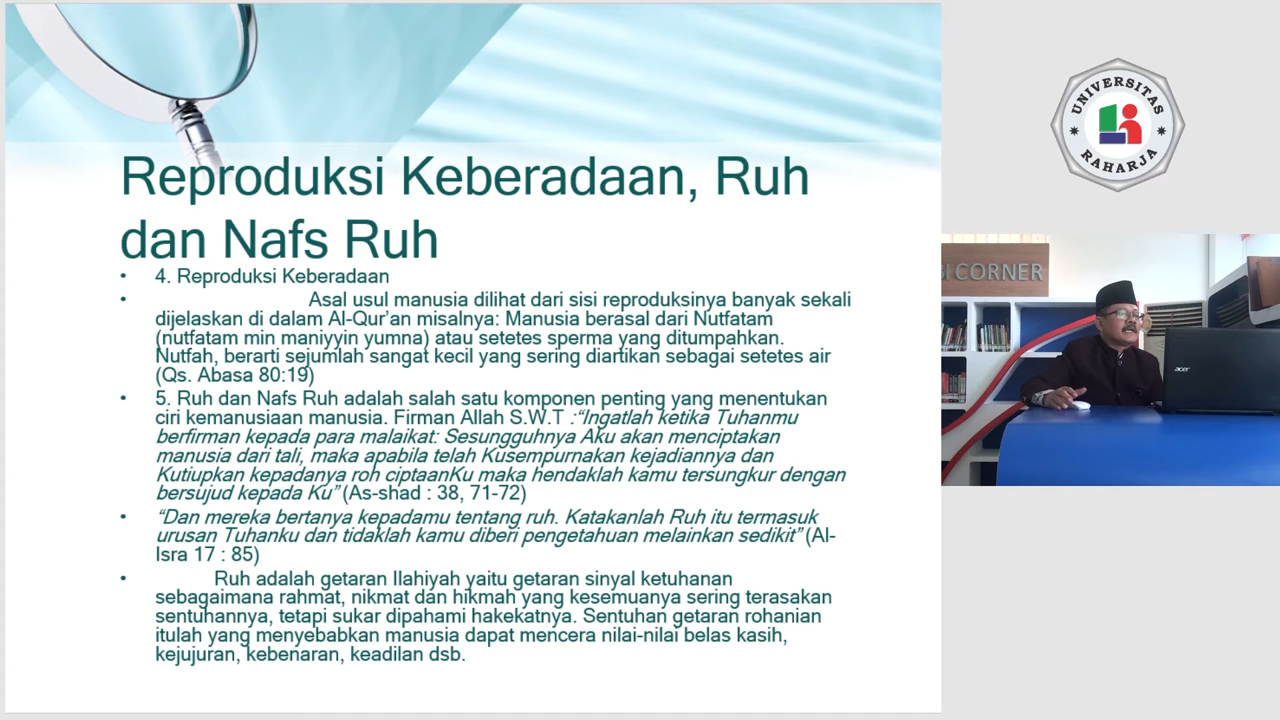 Reproduksi Keberadaan, Ruh
dan Nafs Ruh
• 4. Reproduksi Keberadaan
• Asal usul manusia dilihat dari sisi reproduksinya banyak sekali
dijelaskan di dalam Al-Qur’an misalnya: Manusia berasal dari Nutfatam
(nutfatam min maniyyin yumna) atau setetes sperma yang ditumpahkan.
Nutfah, berarti sejumlah sangat kecil yang sering diartikan sebagai setetes air
(Qs. Abasa 80:19)
• 5. Ruh dan Nafs Ruh adalah salah satu komponen penting yang menentukan
ciri kemanusiaan manusia. Firman Allah S.W.T :“Ingatlah ketika Tuhanmu
berfirman kepada para malaikat: Sesungguhnya Aku akan menciptakan
manusia dari tali, maka apabila telah Kusempurnakan kejadiannya dan
Kutiupkan kepadanya roh ciptaanKu maka hendaklah kamu tersungkur dengan
bersujud kepada Ku” (As-shad : 38, 71-72)
• “Dan mereka bertanya kepadamu tentang ruh. Katakanlah Ruh itu termasuk
urusan Tuhanku dan tidaklah kamu diberi pengetahuan melainkan sedikit” (Al-
Isra 17 : 85)
• Ruh adalah getaran Ilahiyah yaitu getaran sinyal ketuhanan
sebagaimana rahmat, nikmat dan hikmah yang kesemuanya sering terasakan
sentuhannya, tetapi sukar dipahami hakekatnya. Sentuhan getaran rohanian
itulah yang menyebabkan manusia dapat mencera nilai-nilai belas kasih,
kejujuran, kebenaran, keadilan dsb.
UNIVERSITAS
RAHARJA
CORNER
acer